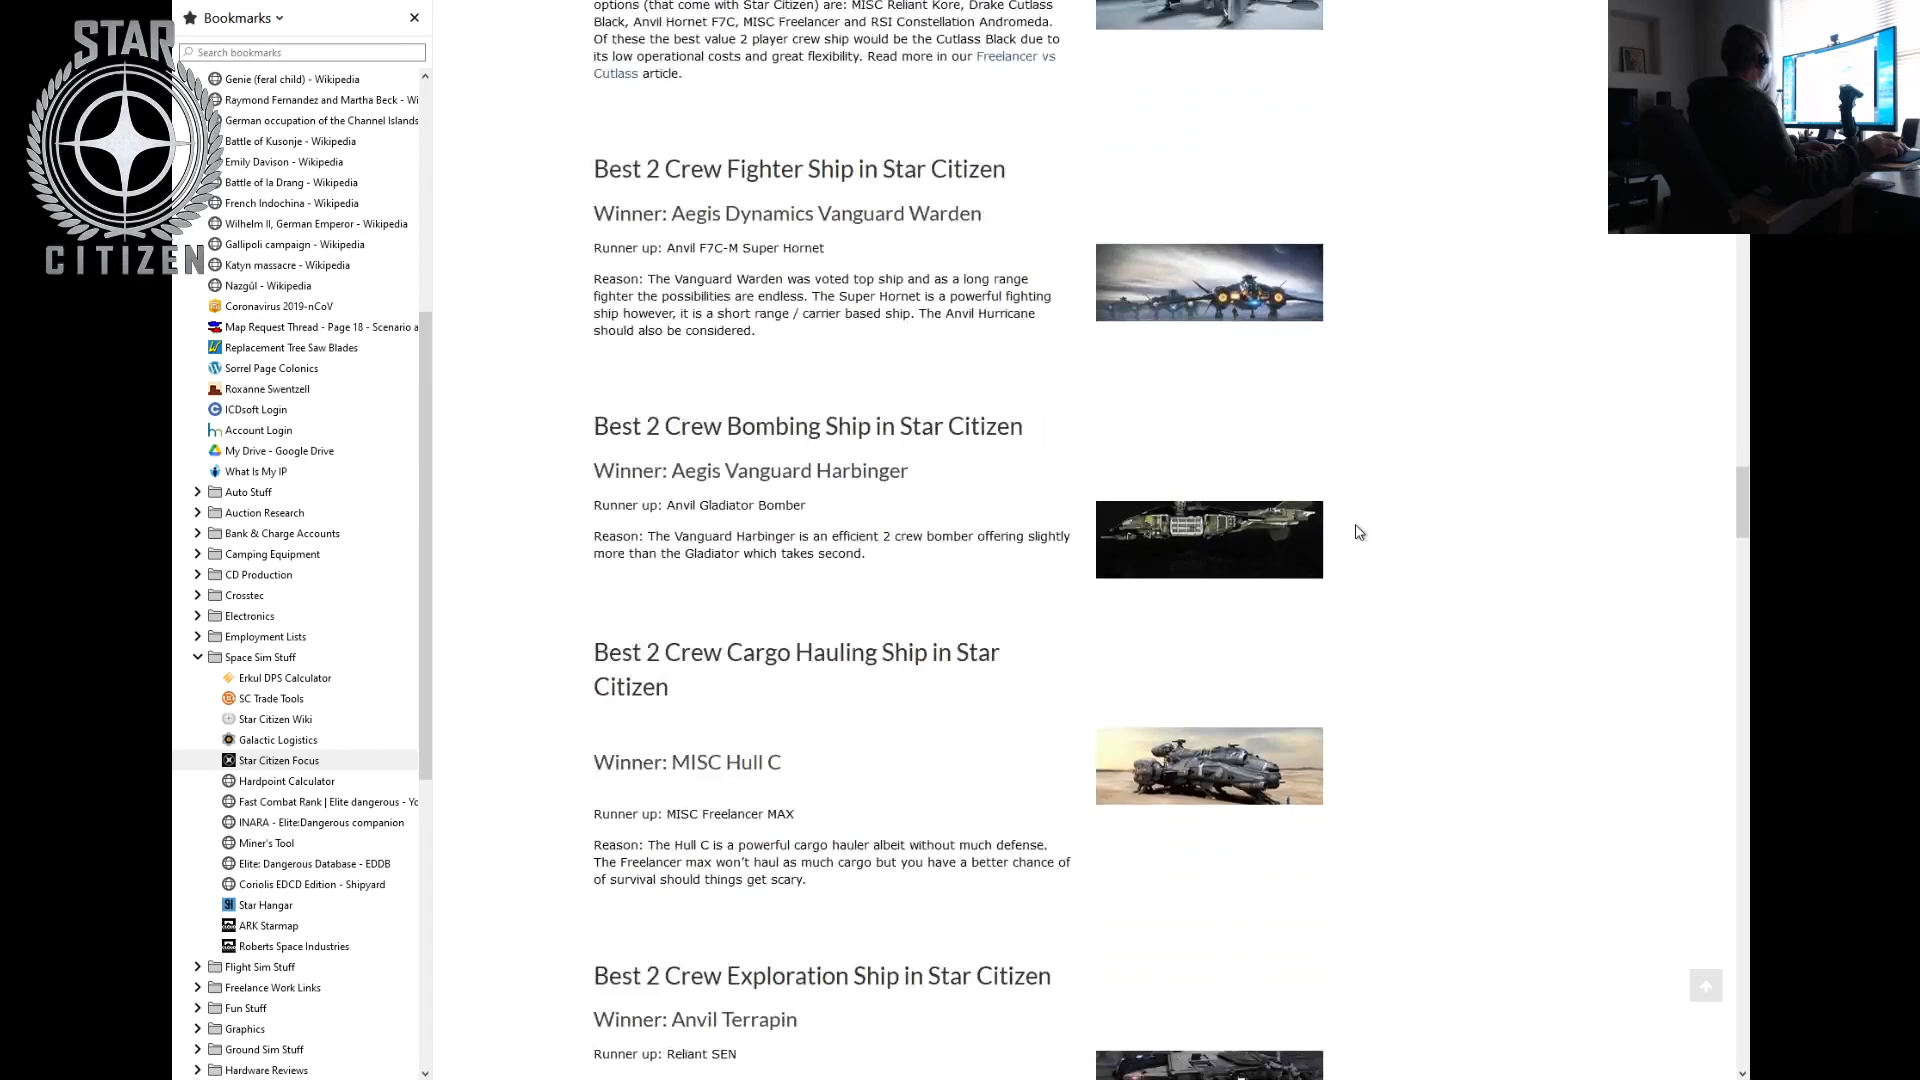 STAR
CITIZEN
Bookmarks
Search bookmarks
Genie (feral child) - Wikipedia
Raymond Fernandez and Martha Beck - Wi
German occupation of the Channel Islands
Battle of Kusonje - Wikipedia
Emily Davison - Wikipedia
Battle of la Drang - Wikipedia
French Indochina - Wikipedia
Wilhelm II, German Emperor - Wikipedia
Gallipoli campaign - Wikipedia
Katyn massacre - Wikipedia
Nazgûl - Wikipedia
Coronavirus 2019-nCoV
Map Request Thread - Page 18 - Scenario a
Replacement Tree Saw Blades
Sorrel Page Colonics
Roxanne Swentzell
ICDsoft Login
Account Login
My Drive - Google Drive
What Is My IP
Auto Stuff
Auction Research
Bank & Charge Accounts
Camping Equipment
CD Production
Crosstec
Electronics
Employment Lists
Space Sim Stuff
Erkul DPS Calculator
SC Trade Tools
Star Citizen Wiki
Galactic Logistics
Star Citizen Focus
Hardpoint Calculator
Fast Combat Rank | Elite dangerous - Yo
INARA - Elite:Dangerous companion
Miner's Tool
Elite: Dangerous Database - EDDB
Coriolis EDCD Edition - Shipyard
Star Hangar
ARK Starmap
Roberts Space Industries
Flight Sim Stuff
Freelance Work Links
Fun Stuff
Graphics
Ground Sim Stuff
Hardware Reviews
options (that come with Star Citizen) are: MISC Reliant Kore, Drake Cutlass
Black, Anvil Hornet F7C, MISC Freelancer and RSI Constellation Andromeda.
Of these the best value 2 player crew ship would be the Cutlass Black due to
its low operational costs and great flexibility. Read more in our Freelancer vs
Cutlass article.
Best 2 Crew Fighter Ship in Star Citizen
Winner: Aegis Dynamics Vanguard Warden
Runner up: Anvil F7C-M Super Hornet
Reason: The Vanguard Warden was voted top ship and as a long range
fighter the possibilities are endless. The Super Hornet is a powerful fighting
ship however, it is a short range / carrier based ship. The Anvil Hurricane
should also be considered.
Best 2 Crew Bombing Ship in Star Citizen
Winner: Aegis Vanguard Harbinger
Runner up: Anvil Gladiator Bomber
Reason: The Vanguard Harbinger is an efficient 2 crew bomber offering slightly
more than the Gladiator which takes second.
Best 2 Crew Cargo Hauling Ship in Star
Citizen
Winner: MISC Hull C
Runner up: MISC Freelancer MAX
Reason: The Hull C is a powerful cargo hauler albeit without much defense.
The Freelancer max won't haul as much cargo but you have a better chance of
of survival should things get scary.
Best 2 Crew Exploration Ship in Star Citizen
Winner: Anvil Terrapin
Runner up: Reliant SEN